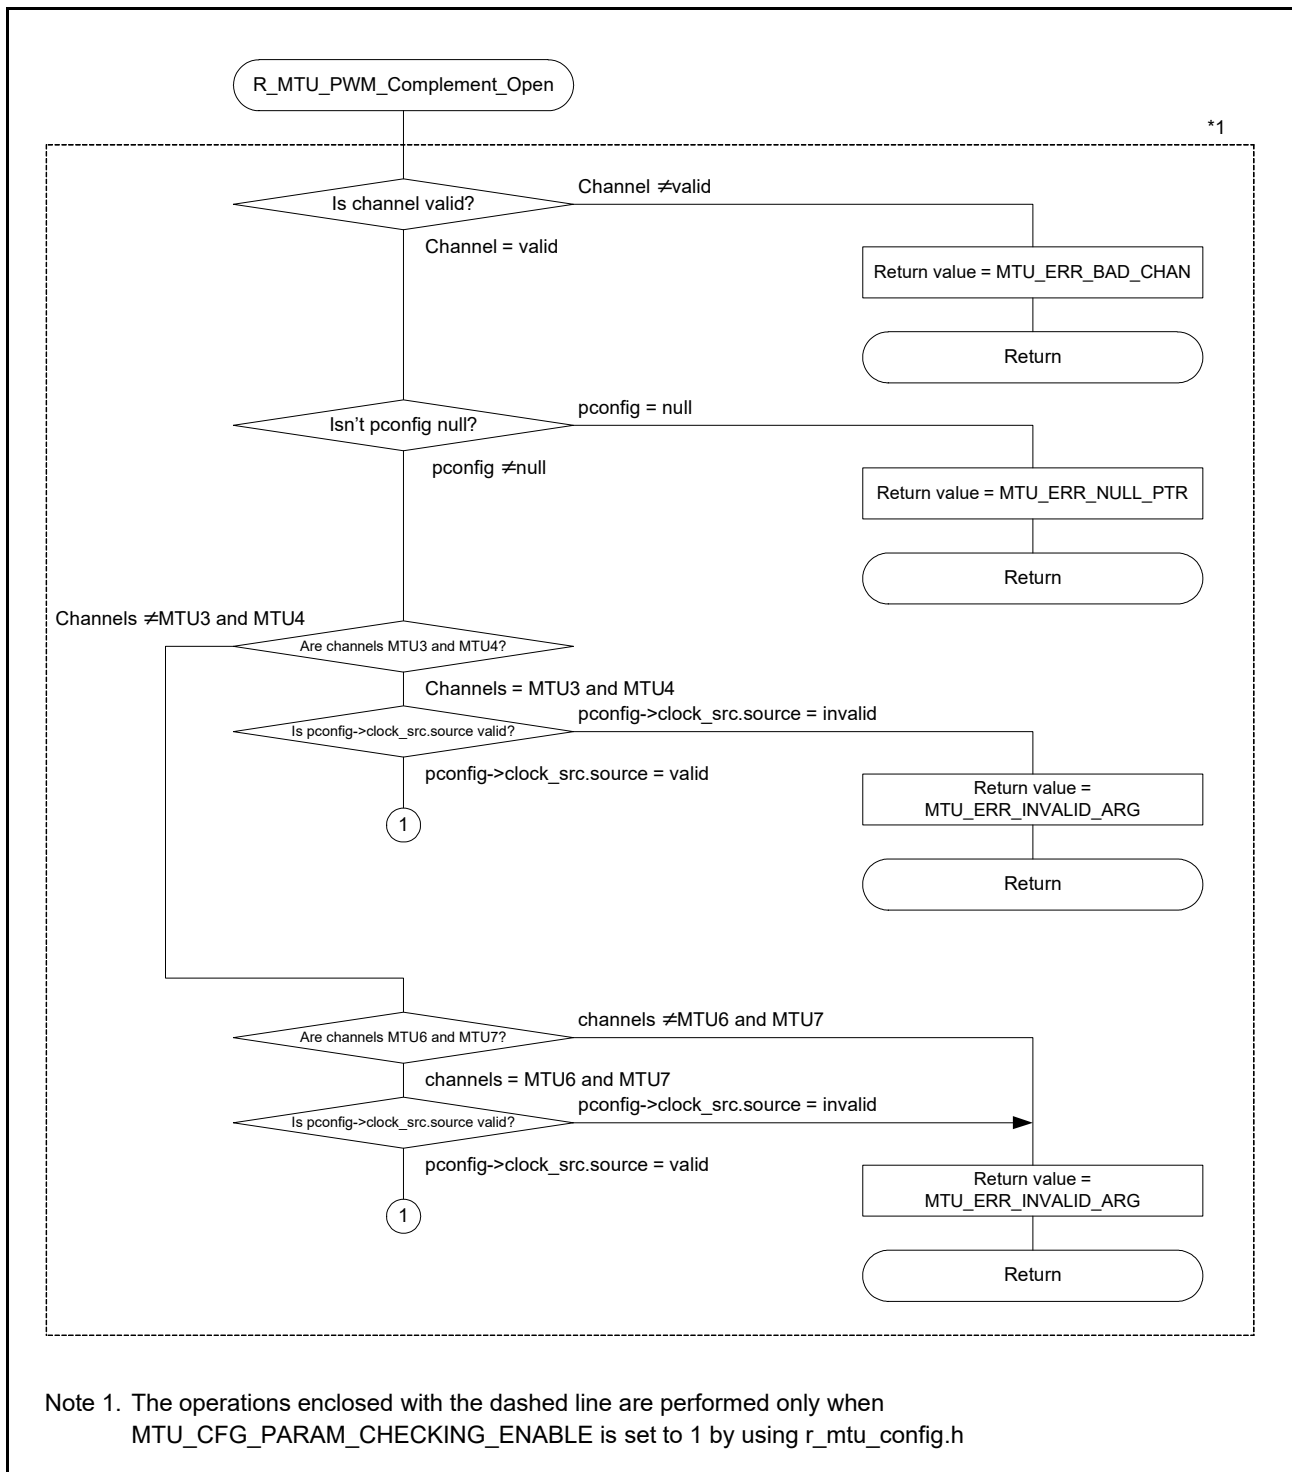 R_MTU_PWM_Complement_Open
*1
Channel ≠valid
Is channel valid?
Channel = valid
Return value = MTU_ERR_BAD_CHAN
Return
pconfig = null
Isn't pconfig null?
pconfig ≠null
Return value = MTU_ERR_NULL_PTR
Return
Channels ≠MTU3 and MTU4
Are channels MTU3 and MTU4?
Channels = MTU3 and MTU4
pconfig->clock_src.source = invalid
Is pconfig->clock_src.source valid?
pconfig->clock_src.source = valid
Return value =
MTU_ERR_INVALID_ARG
1
Return
channels ≠MTU6 and MTU7
Are channels MTU6 and MTU7?
channels = MTU6 and MTU7
pconfig->clock_src.source = invalid
Is pconfig->clock_src.source valid?
pconfig->clock_src.source = valid
Return value =
MTU_ERR_INVALID_ARG
1
Return
Note 1. The operations enclosed with the dashed line are performed only when
MTU_CFG_PARAM_CHECKING_ENABLE is set to 1 by using r_mtu_config.h